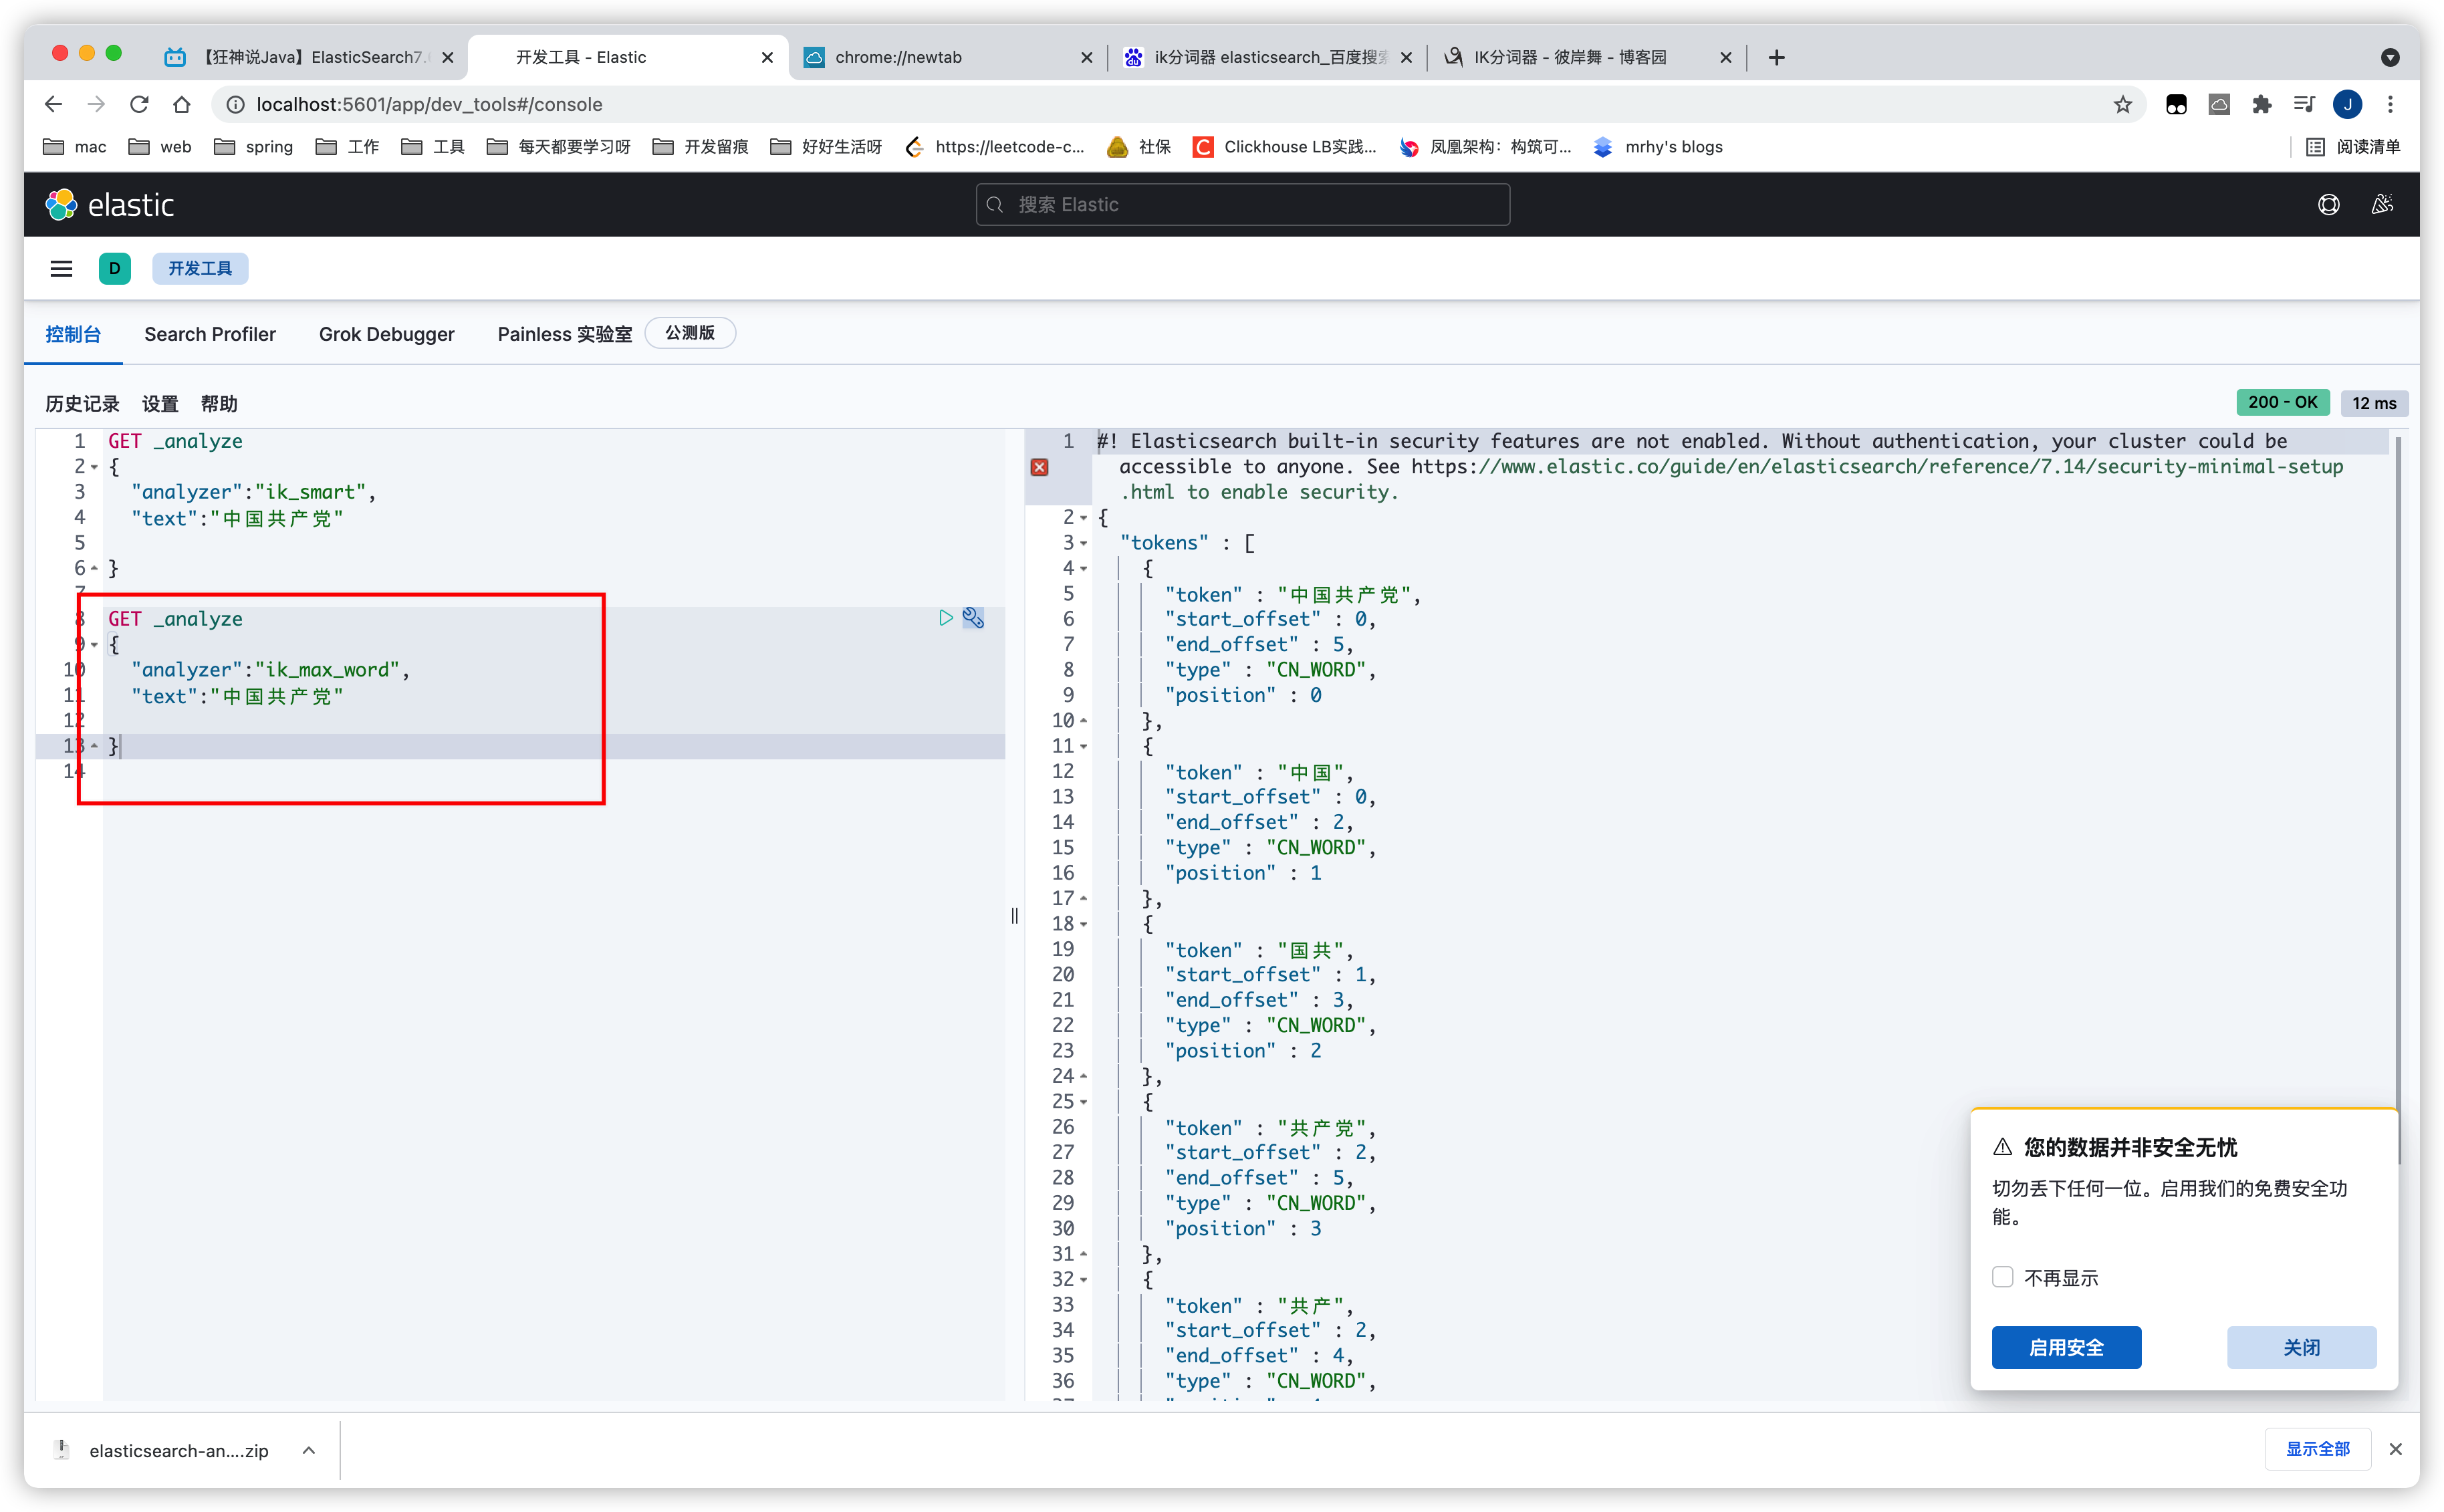 【狂神说Java】ElasticSearch7.
开发工具 - Elastic
chrome://newtab
ik分词器 elasticsearch_百度搜索
IK分词器 - 彼岸舞 - 博客园
localhost:5601/app/dev_tools#/console
J
mac
web
spring
工作
工具
每天都要学习呀
开发留痕
好好生活呀
https://leetcode-c...
社保
Clickhouse LB实践...
凤凰架构：构筑可...
mrhy's blogs
阅读清单
elastic
搜索 Elastic
D
开发工具
控制台
Search Profiler
Grok Debugger
Painless 实验室
公测版
历史记录
设置
帮助
200 - OK
12 ms
1 GET _analyze
2 {
3 "analyzer":"ik_smart",
4 "text":"中国共产党"
5
6 }
7
8 GET _analyze
9 {
10 "analyzer":"ik_max_word",
11 "text":"中国共产党"
12
13 }
14
1 #! Elasticsearch built-in security features are not enabled. Without authentication, your cluster could be
accessible to anyone. See https://www.elastic.co/guide/en/elasticsearch/reference/7.14/security-minimal-setup
.html to enable security.
2 {
3 "tokens" : [
4 {
5 "token" : "中国共产党",
6 "start_offset" : 0,
7 "end_offset" : 5,
8 "type" : "CN_WORD",
9 "position" : 0
10 },
11 {
12 "token" : "中国",
13 "start_offset" : 0,
14 "end_offset" : 2,
15 "type" : "CN_WORD",
16 "position" : 1
17 },
18 {
19 "token" : "国共",
20 "start_offset" : 1,
21 "end_offset" : 3,
22 "type" : "CN_WORD",
23 "position" : 2
24 },
25 {
26 "token" : "共产党",
27 "start_offset" : 2,
28 "end_offset" : 5,
29 "type" : "CN_WORD",
30 "position" : 3
31 },
32 {
33 "token" : "共产",
34 "start_offset" : 2,
35 "end_offset" : 4,
36 "type" : "CN_WORD",
您的数据并非安全无忧
切勿丢下任何一位。启用我们的免费安全功
能。
不再显示
启用安全
关闭
elasticsearch-an....zip
显示全部